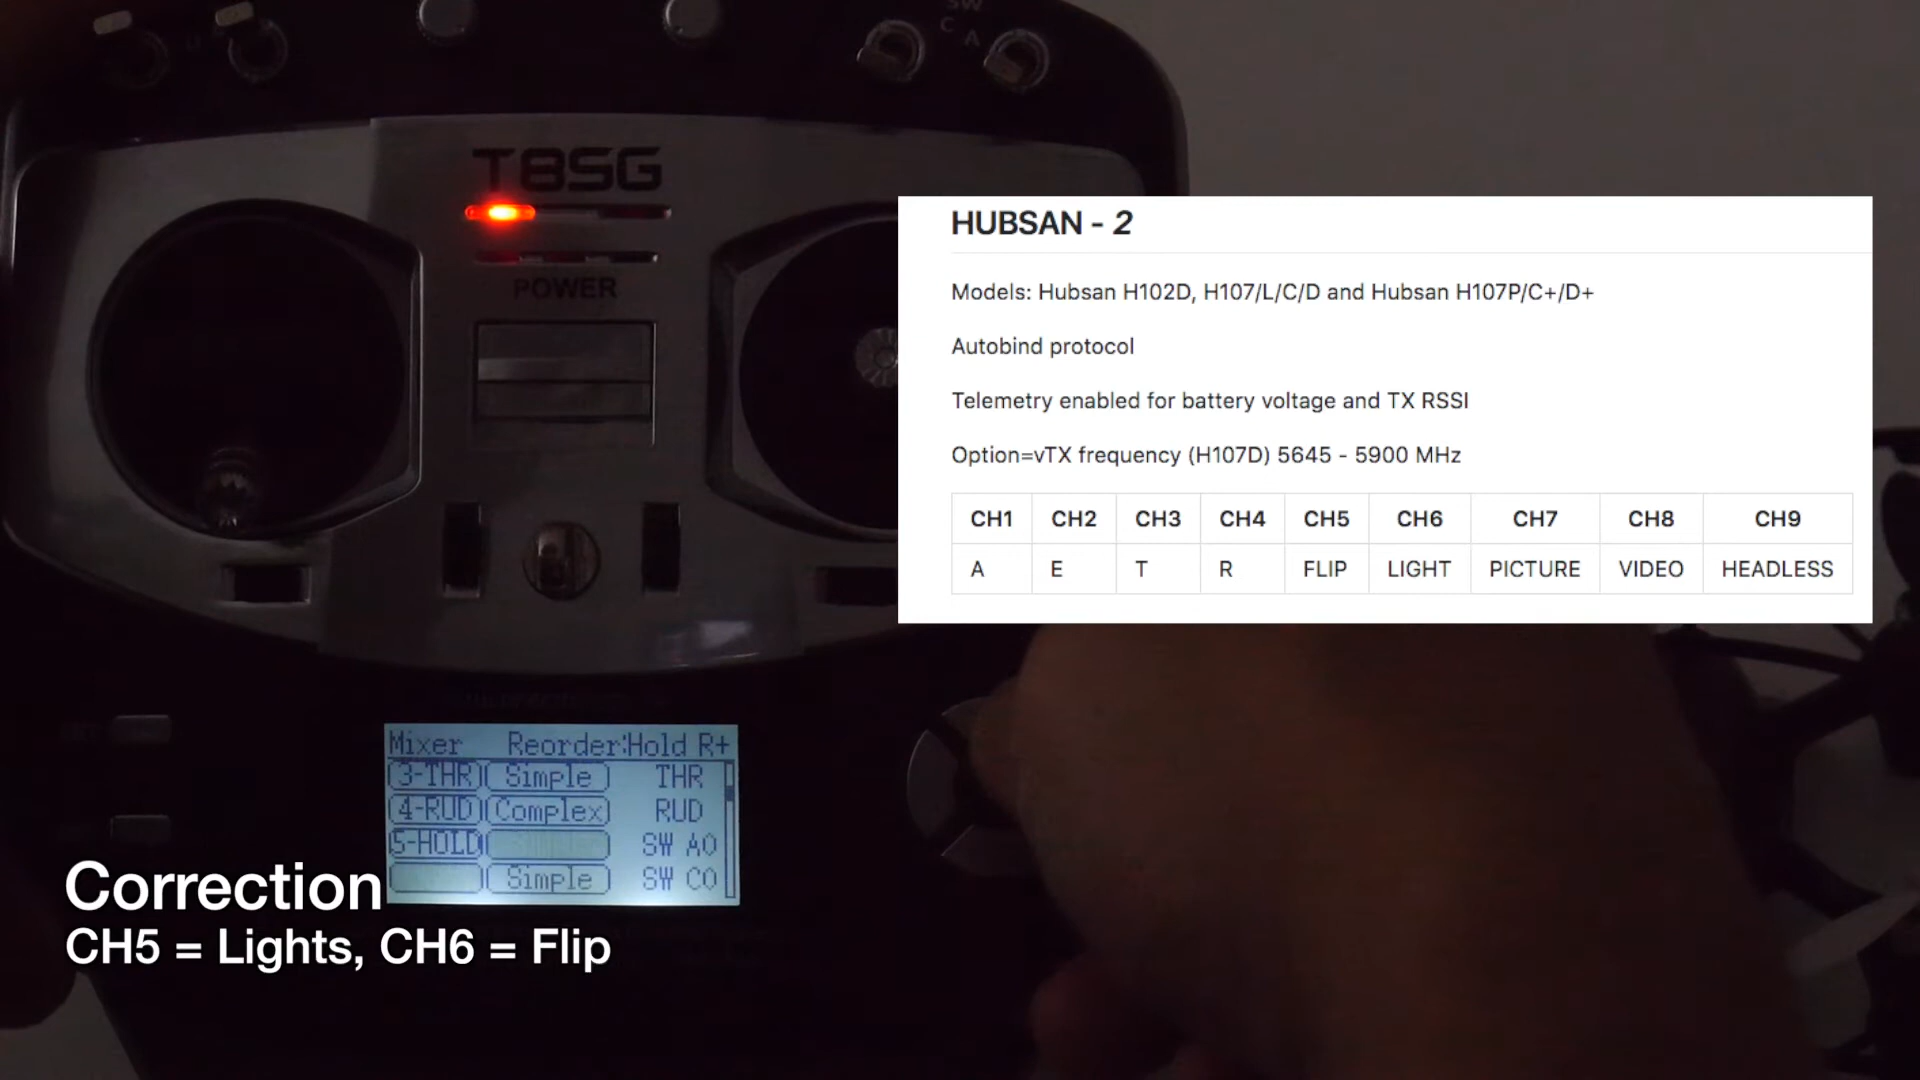 SW
C
A
T8SG
POWER
HUBSAN - 2
Models: Hubsan H102D, H107/L/C/D and Hubsan H107P/C+/D+
Autobind protocol
Telemetry enabled for battery voltage and TX RSSI
Option=vTX frequency (H107D) 5645 - 5900 MHz
CH1 CH2 CH3 CH4 CH5 CH6 CH7 CH8 CH9
A E T R FLIP LIGHT PICTURE VIDEO HEADLESS
Mixer Reorder:Hold R+
3-THR Simple THR
4-RUD Complex RUD
5-HOLD SW A0
Simple SW C0
Correction
CH5 = Lights, CH6 = Flip